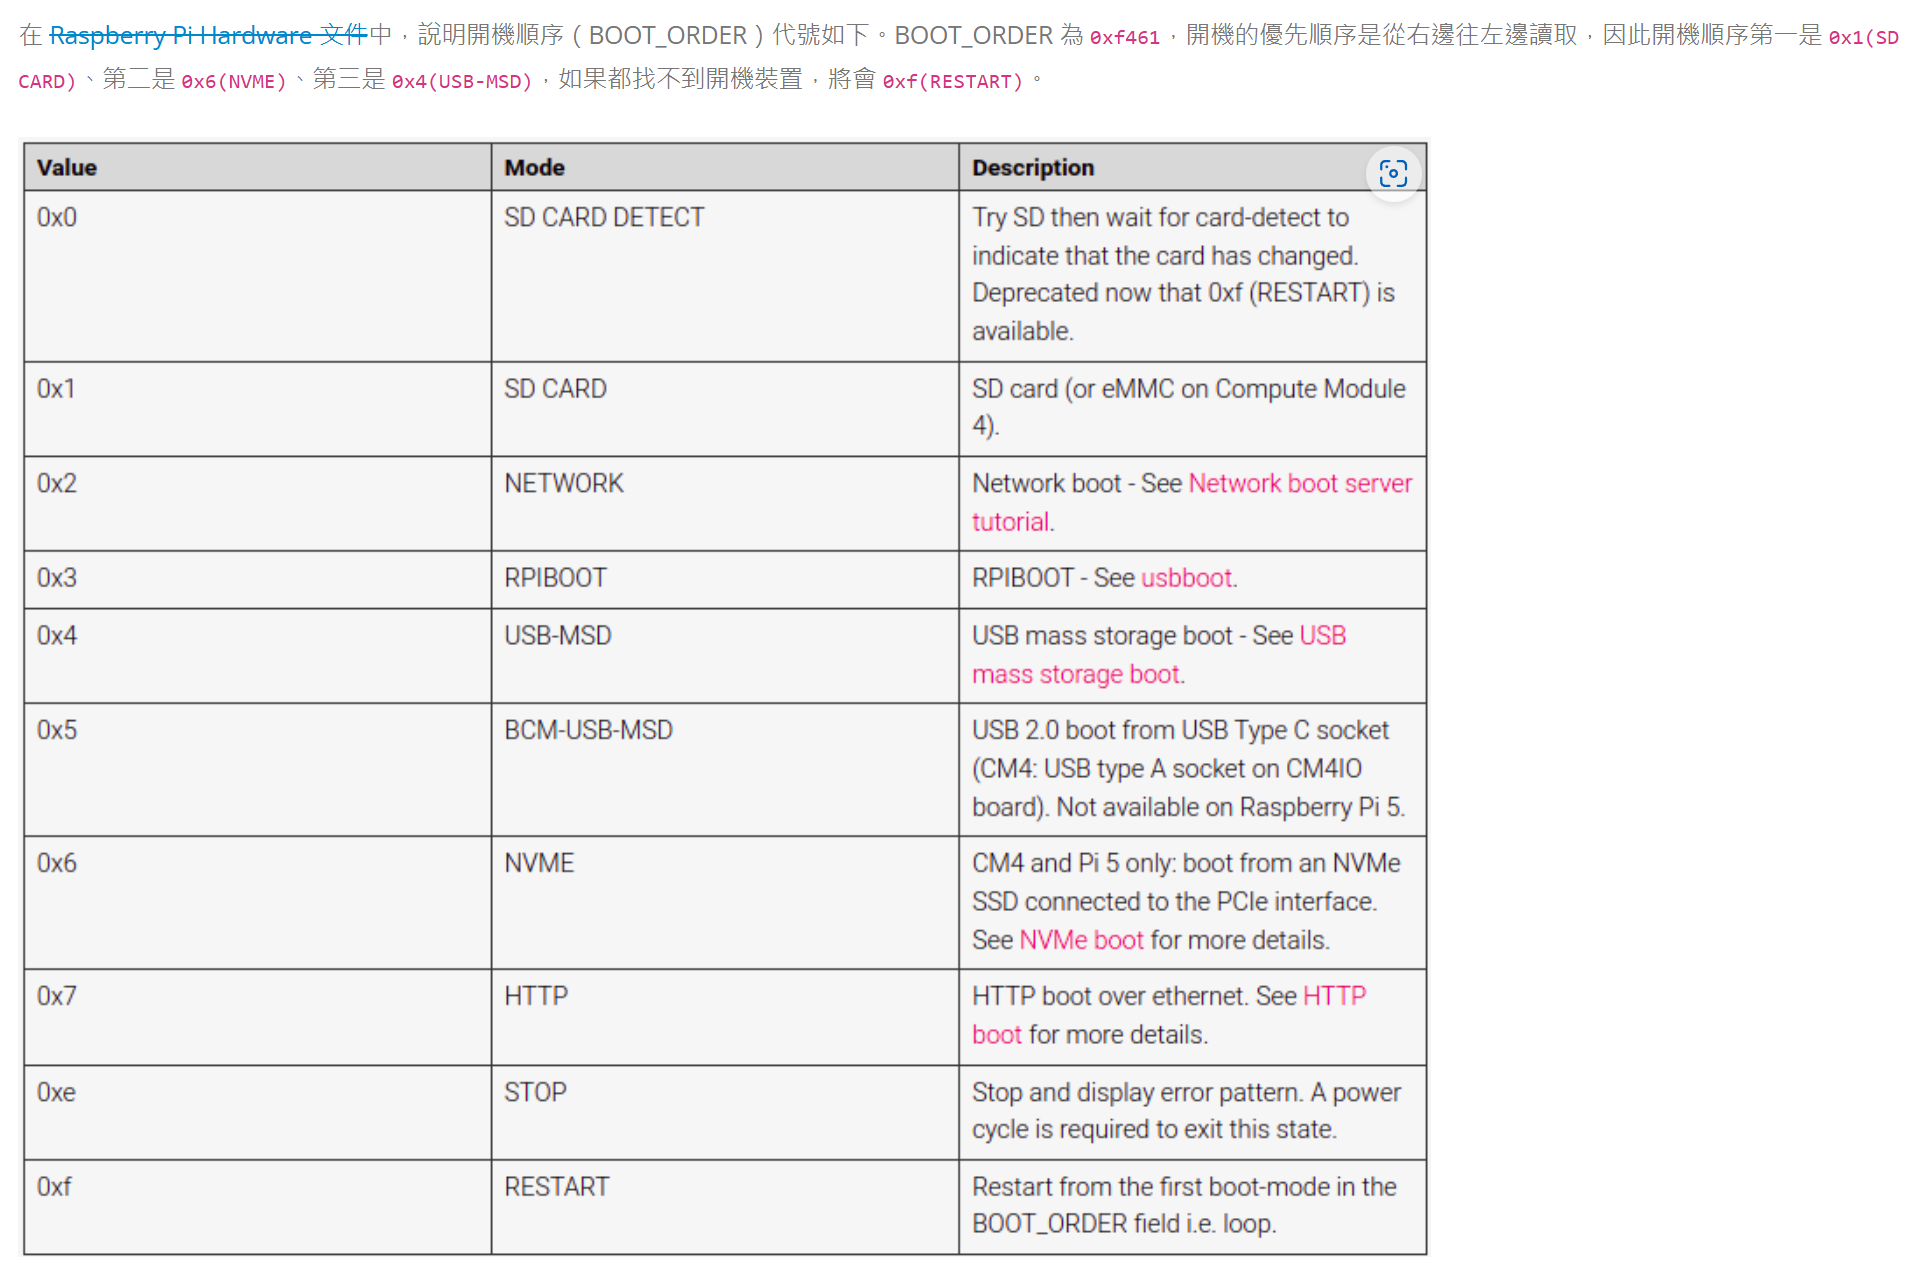 在 Raspberry Pi Hardware 文件中，說明開機順序（BOOT_ORDER）代號如下。BOOT_ORDER 為 0xf461，開機的優先順序是從右邊往左邊讀取，因此開機順序第一是 0x1(SD
CARD)、第二是 0x6(NVME)、第三是 0x4(USB-MSD)，如果都找不到開機裝置，將會 0xf(RESTART)。
Value Mode Description
0x0 SD CARD DETECT Try SD then wait for card-detect to
indicate that the card has changed.
Deprecated now that 0xf (RESTART) is
available.
0x1 SD CARD SD card (or eMMC on Compute Module
4).
0x2 NETWORK Network boot - See Network boot server
tutorial.
0x3 RPIBOOT RPIBOOT - See usbboot.
0x4 USB-MSD USB mass storage boot - See USB
mass storage boot.
0x5 BCM-USB-MSD USB 2.0 boot from USB Type C socket
(CM4: USB type A socket on CM4IO
board). Not available on Raspberry Pi 5.
0x6 NVME CM4 and Pi 5 only: boot from an NVMe
SSD connected to the PCIe interface.
See NVMe boot for more details.
0x7 HTTP HTTP boot over ethernet. See HTTP
boot for more details.
0xe STOP Stop and display error pattern. A power
cycle is required to exit this state.
0xf RESTART Restart from the first boot-mode in the
BOOT_ORDER field i.e. loop.